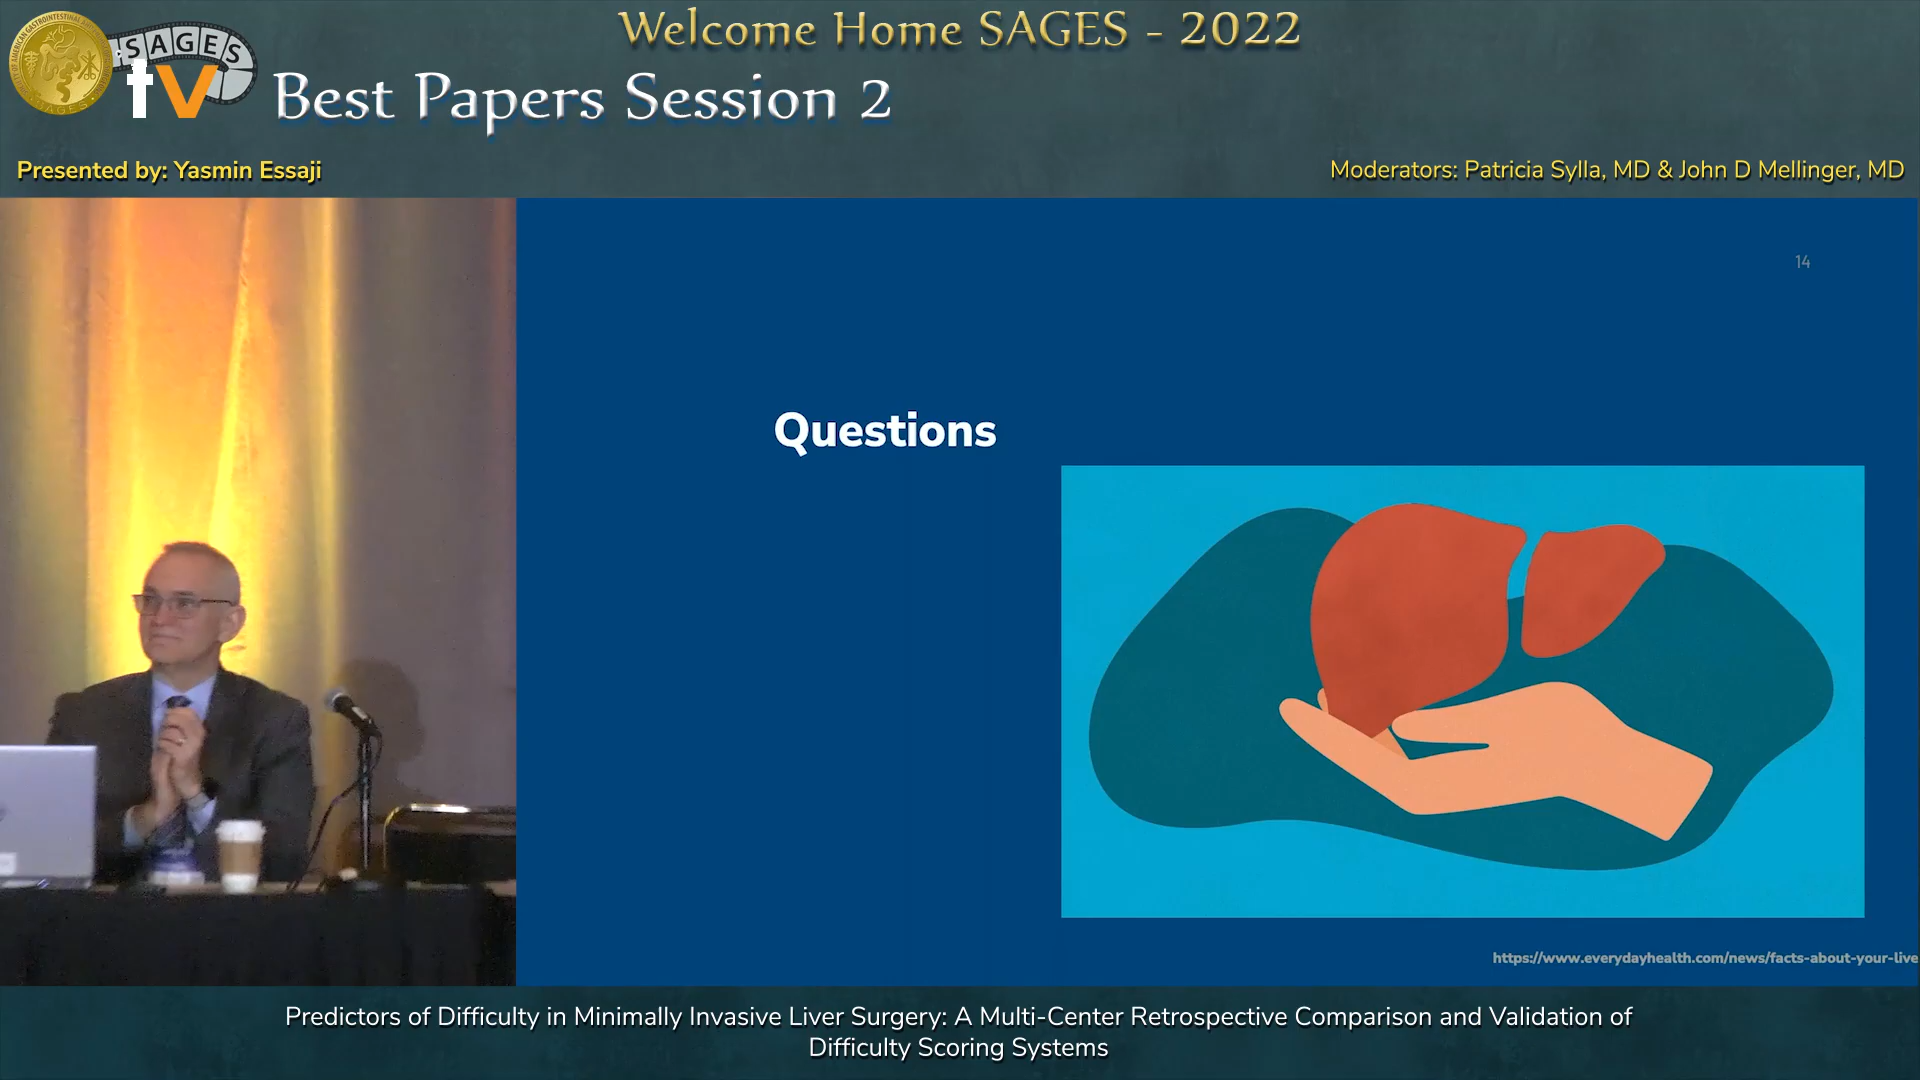 Welcome Home SAGES - 2022
SAGES
tv
Best Papers Session 2
Presented by: Yasmin Essaji
Moderators: Patricia Sylla, MD & John D Mellinger, MD
14
Questions
https://www.everydayhealth.com/news/facts-about-your-live
Predictors of Difficulty in Minimally Invasive Liver Surgery: A Multi-Center Retrospective Comparison and Validation of
Difficulty Scoring Systems